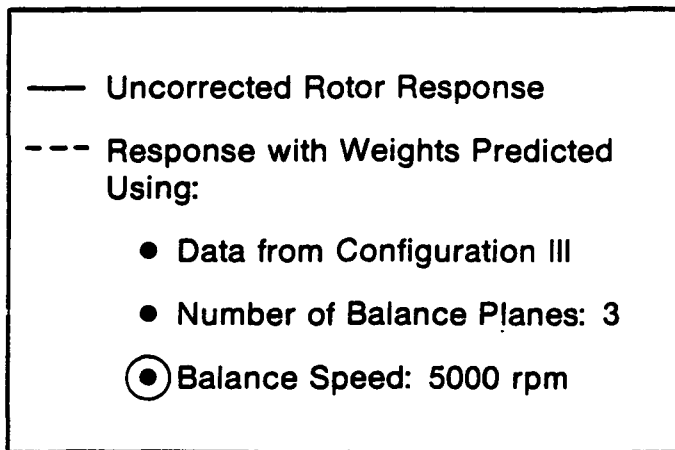 Uncorrected Rotor Response
Response with Weights Predicted
Using:
• Data from Configuration III
• Number of Balance Planes: 3
• Balance Speed: 5000 rpm